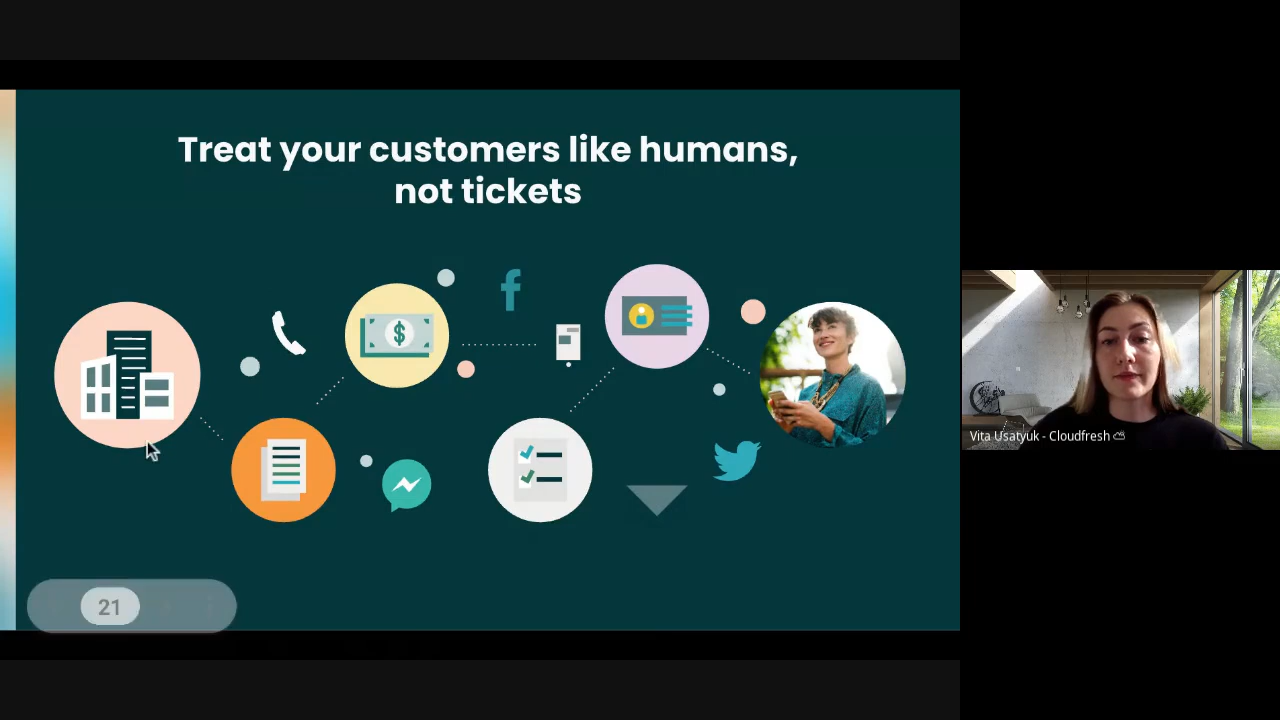 Treat your customers like humans,
not tickets
$
Vita Usatyuk - Cloudfresh ⛅
21